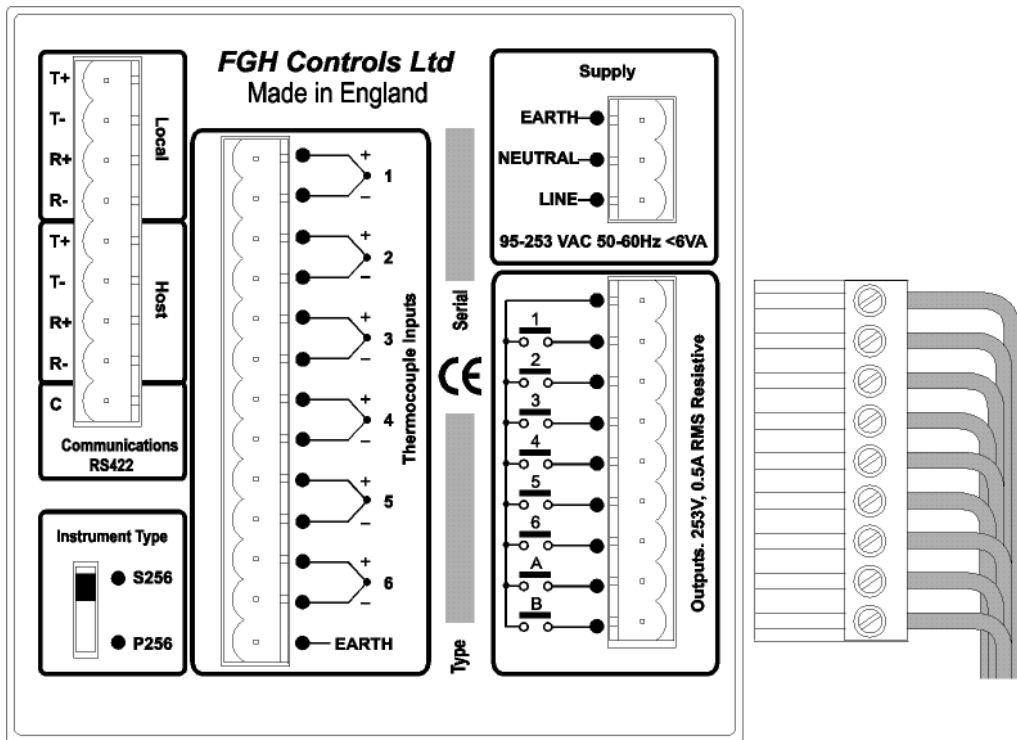 FGH Controls Ltd
Made in England
T+
T-
R+
R-
Local
T+
T-
R+
R-
Host
C
Communications
RS422
Instrument Type
S256
P256
+
1
–
+
2
–
+
3
–
+
4
–
+
5
–
+
6
–
EARTH
Thermocouple Inputs
Serial
CE
Type
Supply
EARTH
NEUTRAL
LINE
95-253 VAC 50-60Hz <6VA
1
2
3
4
5
6
A
B
Outputs. 253V, 0.5A RMS Resistive